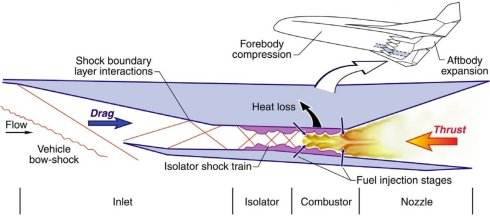 Forebody
compression
Aftbody
expansion
Shock boundary
layer interactions
Heat loss
Drag
Flow
Vehicle
bow-shock
Thrust
Isolator shock train
Fuel injection stages
Inlet
Isolator
Combustor
Nozzle